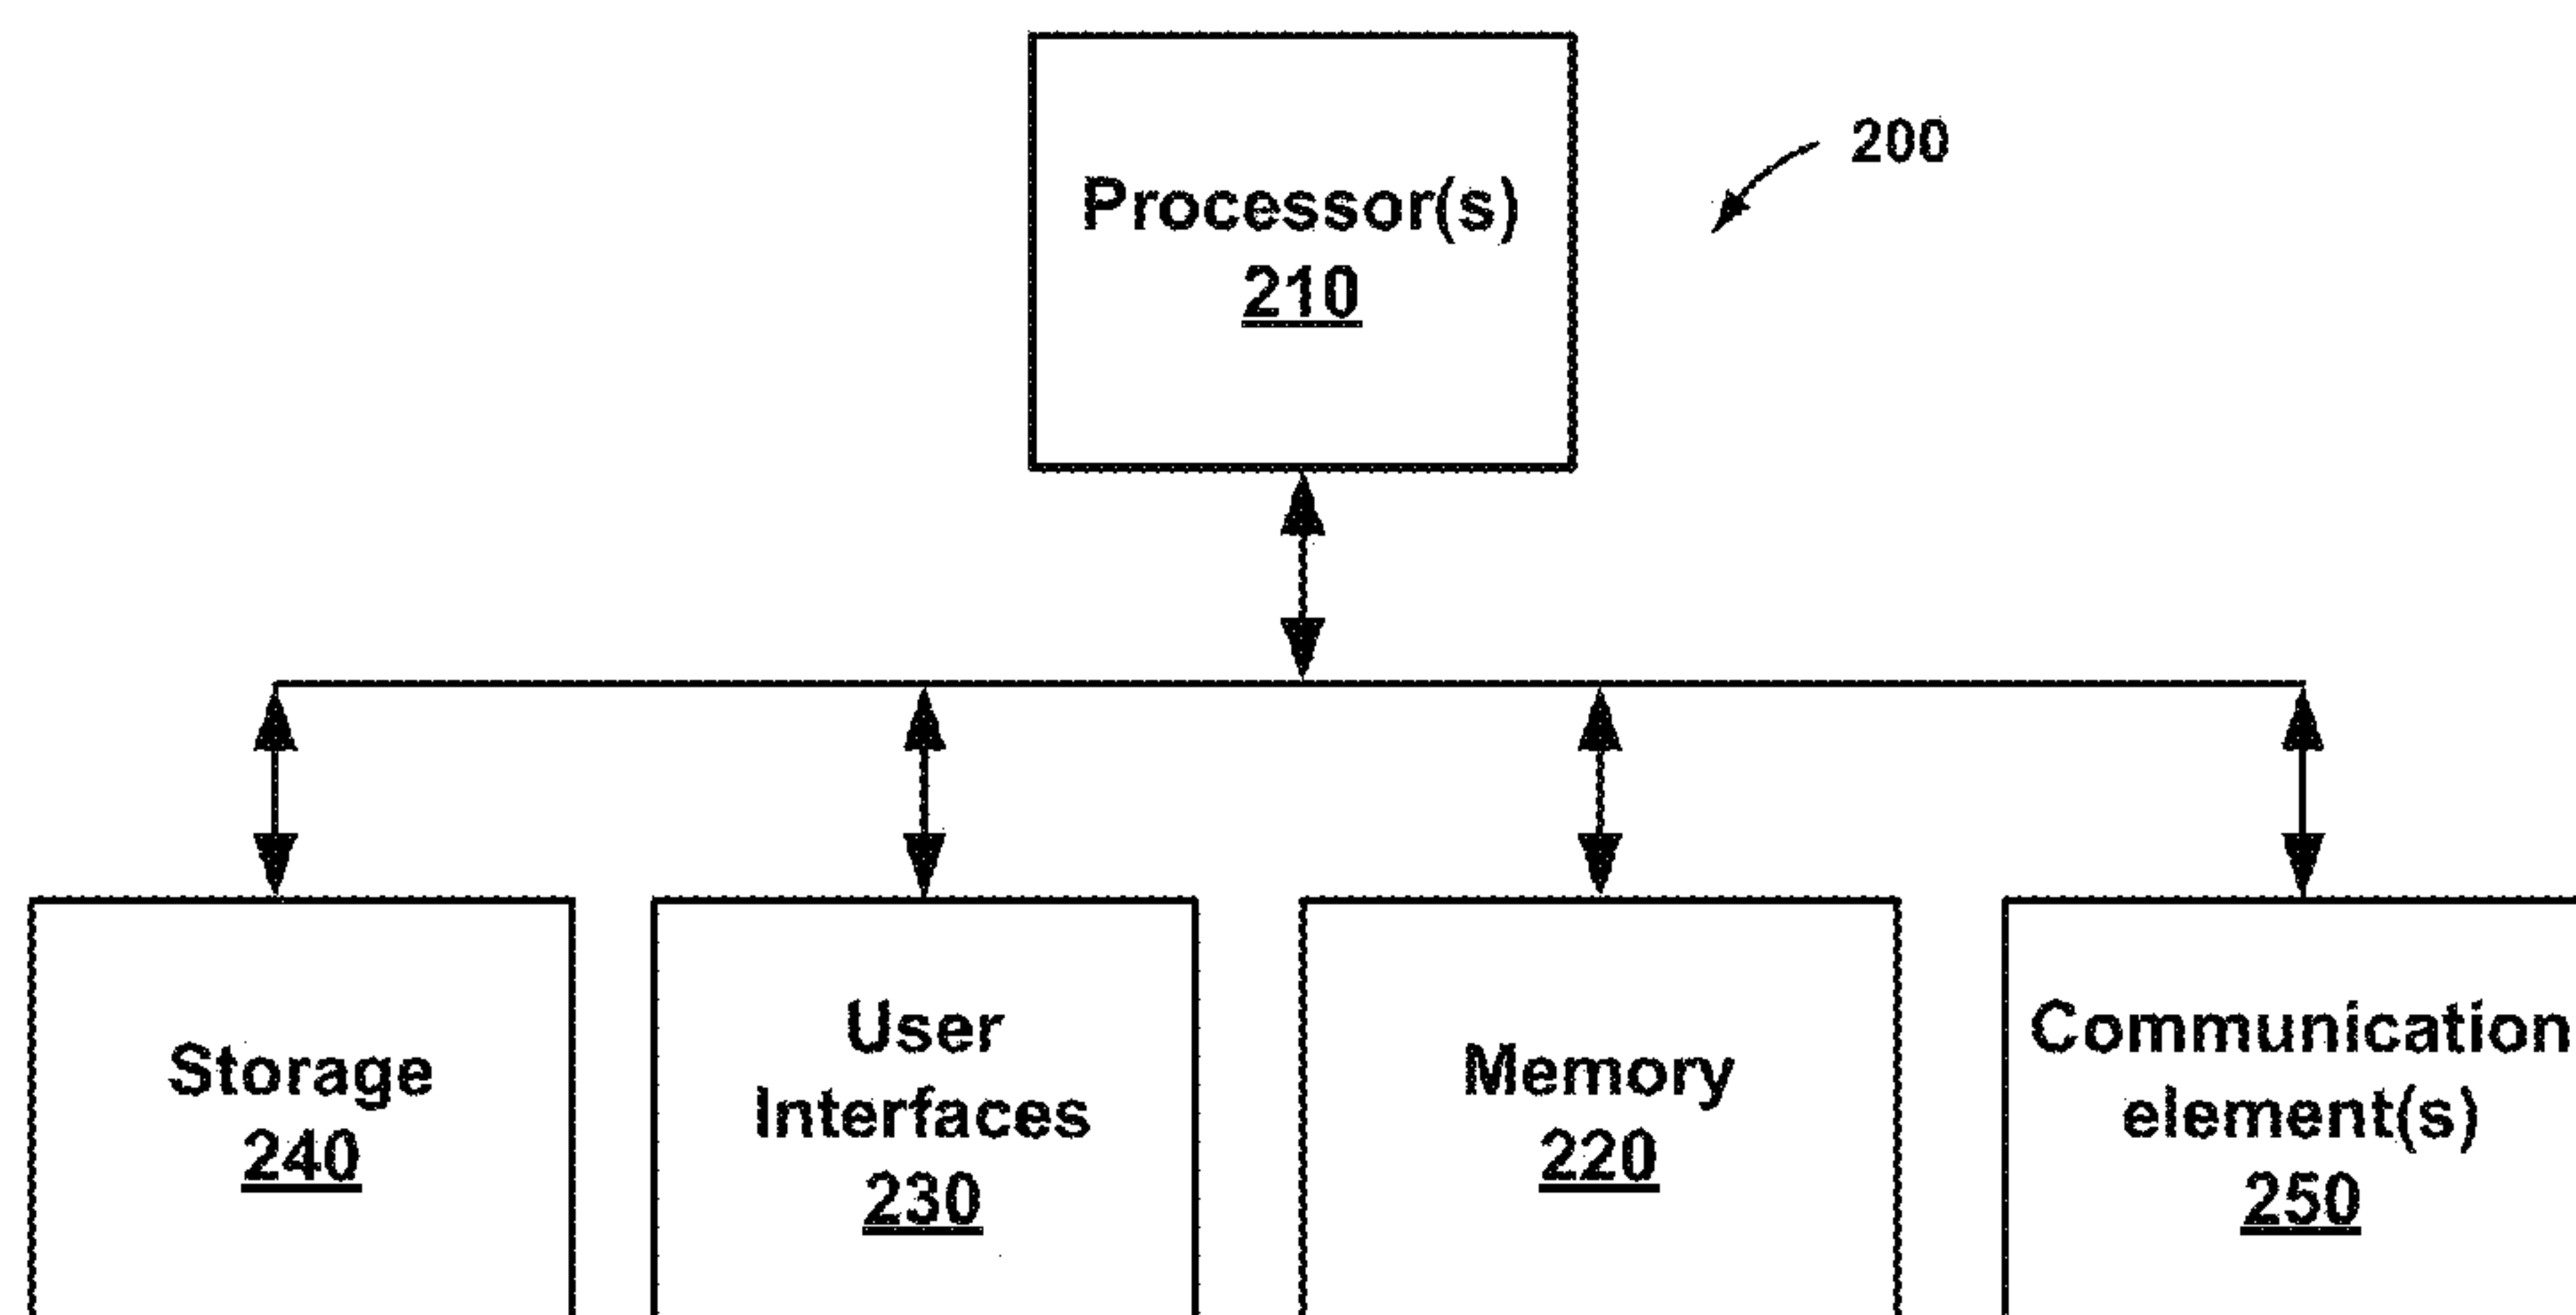 Processor(s)
210
200
Storage
240
User
Interfaces
230
Memory
220
Communication
element(s)
250